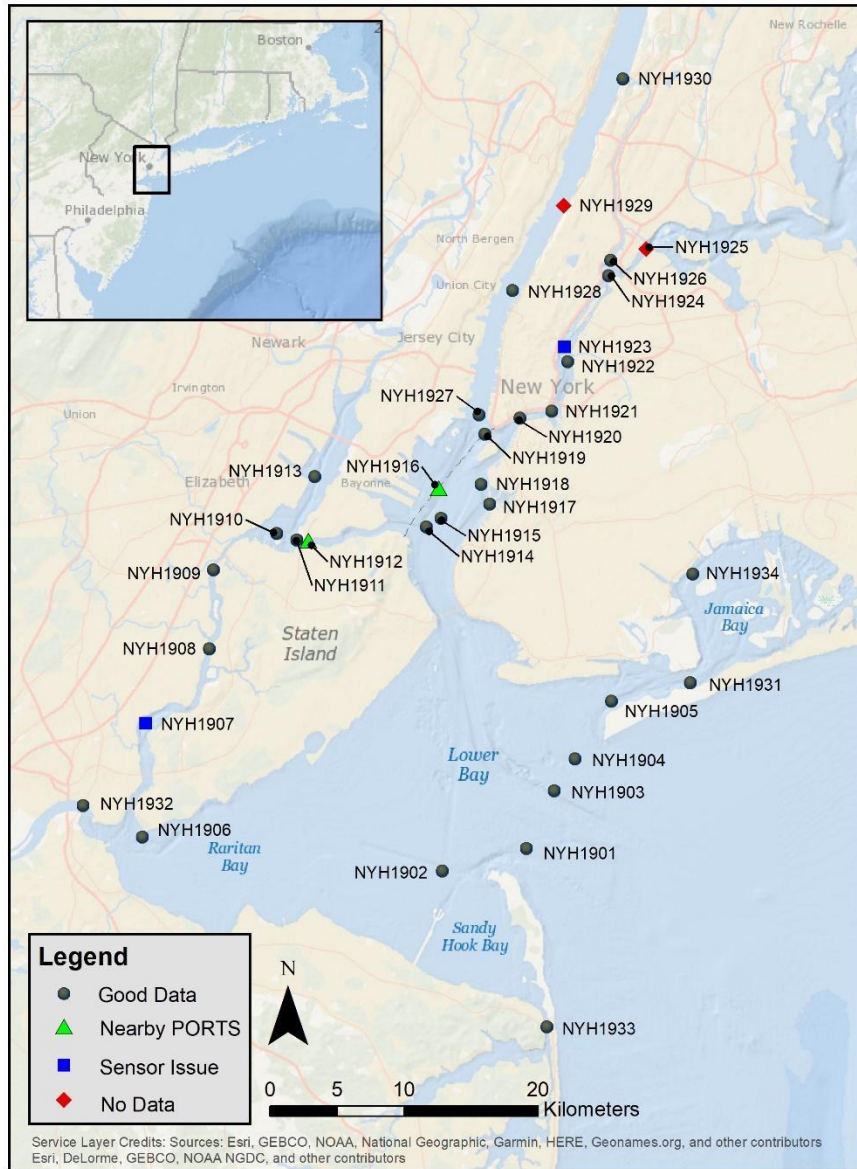 Boston
2
New York
Philadelphia
New Rochelle
NYH1930
NYH1929
North Bergen
NYH1925
NYH1926
Union City
NYH1928
NYH1924
Jersey City
Newark
NYH1923
NYH1922
Irvington
New York
NYH1927
NYH1921
Union
NYH1920
NYH1919
NYH1916
NYH1913
Elizabeth
Bayonne
NYH1918
NYH1917
NYH1910
NYH1915
NYH1912
NYH1914
NYH1909
NYH1911
NYH1934
Jamaica
Bay
Staten
Island
NYH1908
NYH1931
NYH1905
NYH1907
Lower
Bay
NYH1904
NYH1903
NYH1932
NYH1906
Raritan
Bay
NYH1901
NYH1902
Sandy
Hook Bay
NYH1933
Legend
Good Data
Nearby PORTS
Sensor Issue
No Data
N
0 5 10 20
Kilometers
Service Layer Credits: Sources: Esri, GEBCO, NOAA, National Geographic, Garmin, HERE, Geonames.org, and other contributors
Esri, DeLorme, GEBCO, NOAA NGDC, and other contributors